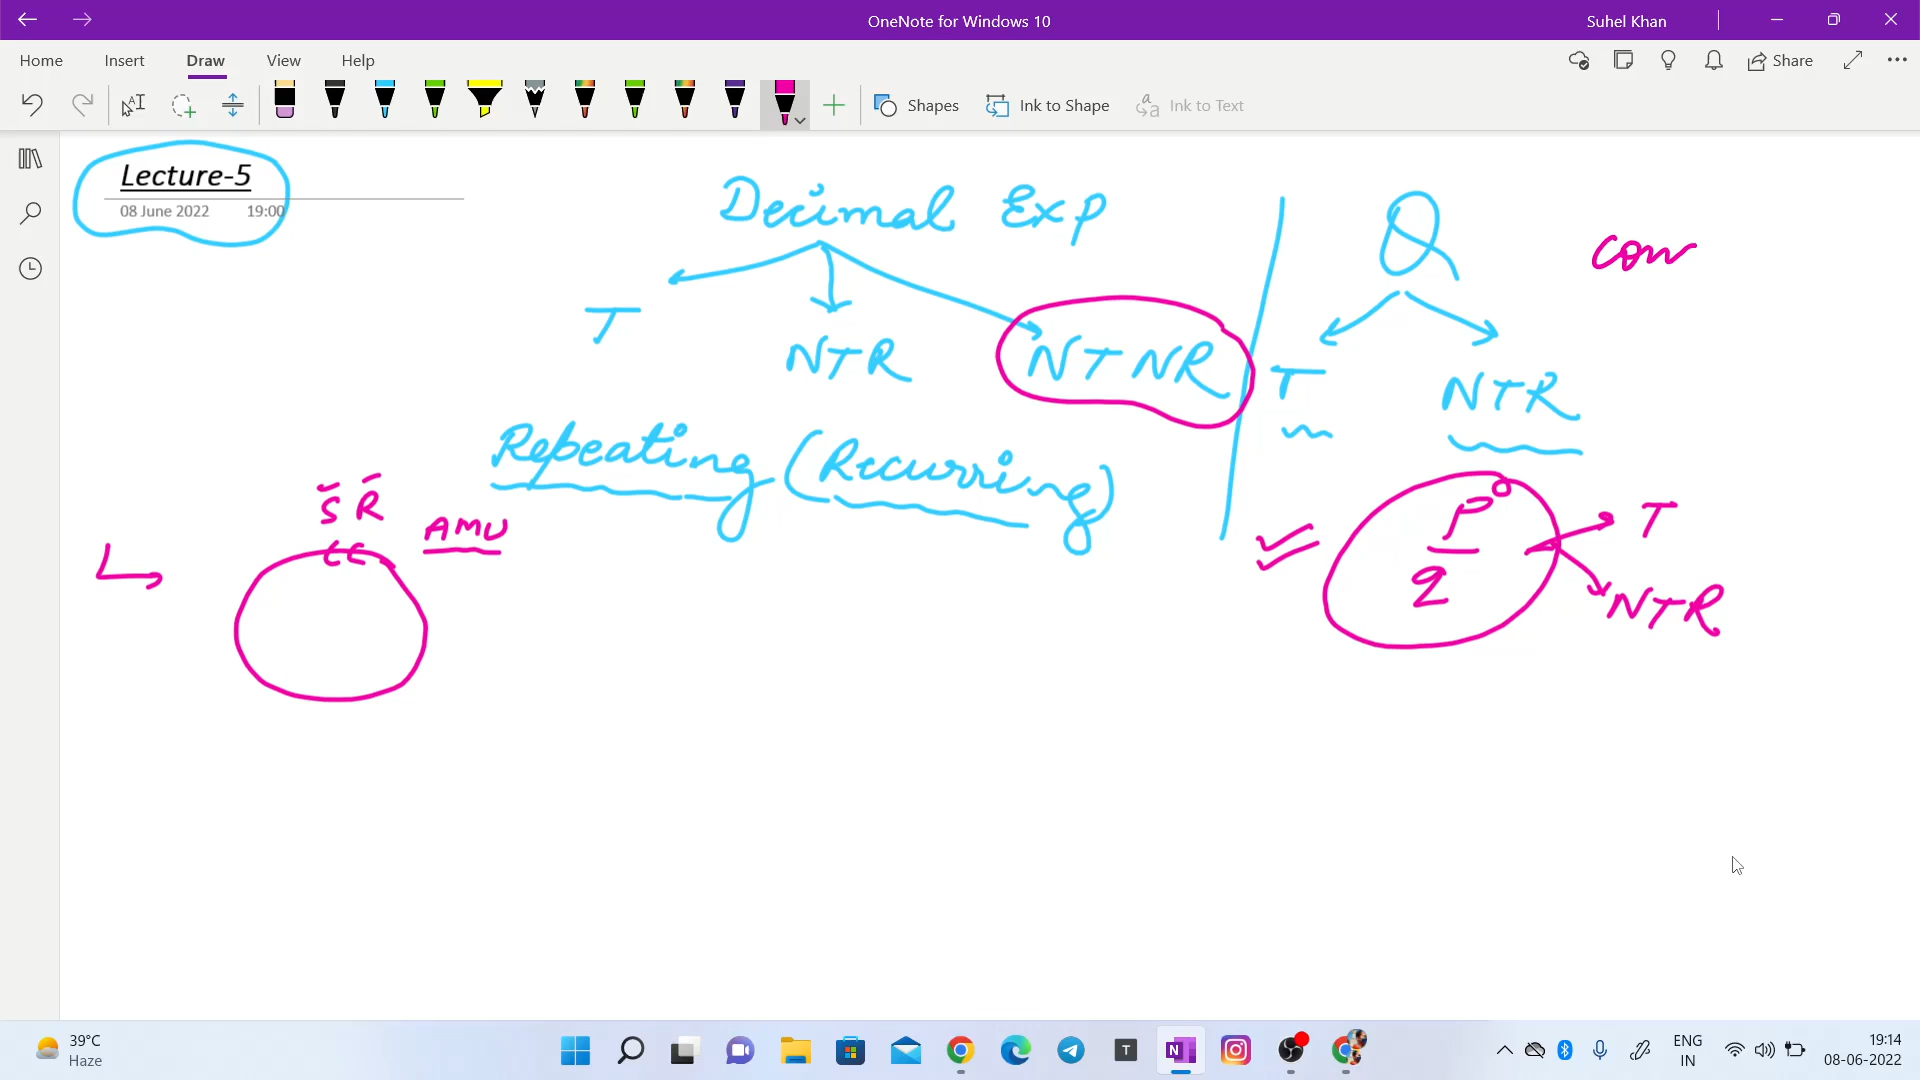 OneNote for Windows 10
Suhel Khan
Home Insert Draw View Help
Share
Shapes Ink to Shape Ink to Text
Lecture-5
08 June 2022 19:00
Decimal Exp
Q
T
NTR
NTNR
T
NTR
Repeating (Recurring)
S R
AMU
P
q
T
NTR
39°C
Haze
ENG
IN
19:14
08-06-2022